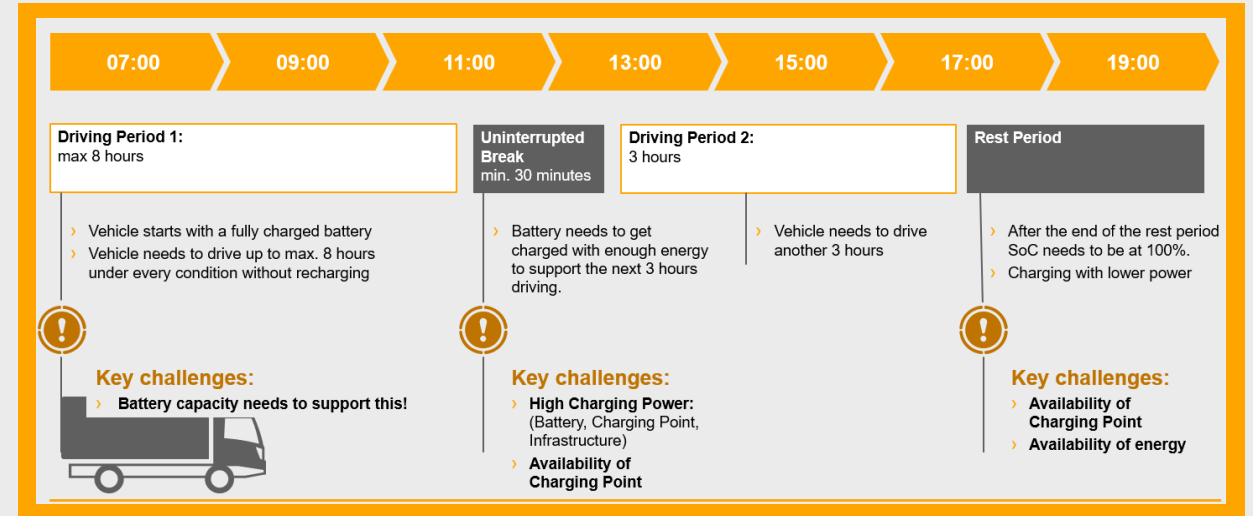 07:00
09:00
11:00
13:00
15:00
17:00
19:00
Driving Period 1:
max 8 hours
Uninterrupted
Break
min. 30 minutes
Driving Period 2:
3 hours
Rest Period
› Vehicle starts with a fully charged battery
› Vehicle needs to drive up to max. 8 hours
under every condition without recharging
› Battery needs to get
charged with enough energy
to support the next 3 hours
driving.
› Vehicle needs to drive
another 3 hours
› After the end of the rest period
SoC needs to be at 100%.
› Charging with lower power
!
!
!
Key challenges:
› Battery capacity needs to support this!
Key challenges:
› High Charging Power:
(Battery, Charging Point,
Infrastructure)
› Availability of
Charging Point
Key challenges:
› Availability of
Charging Point
› Availability of energy